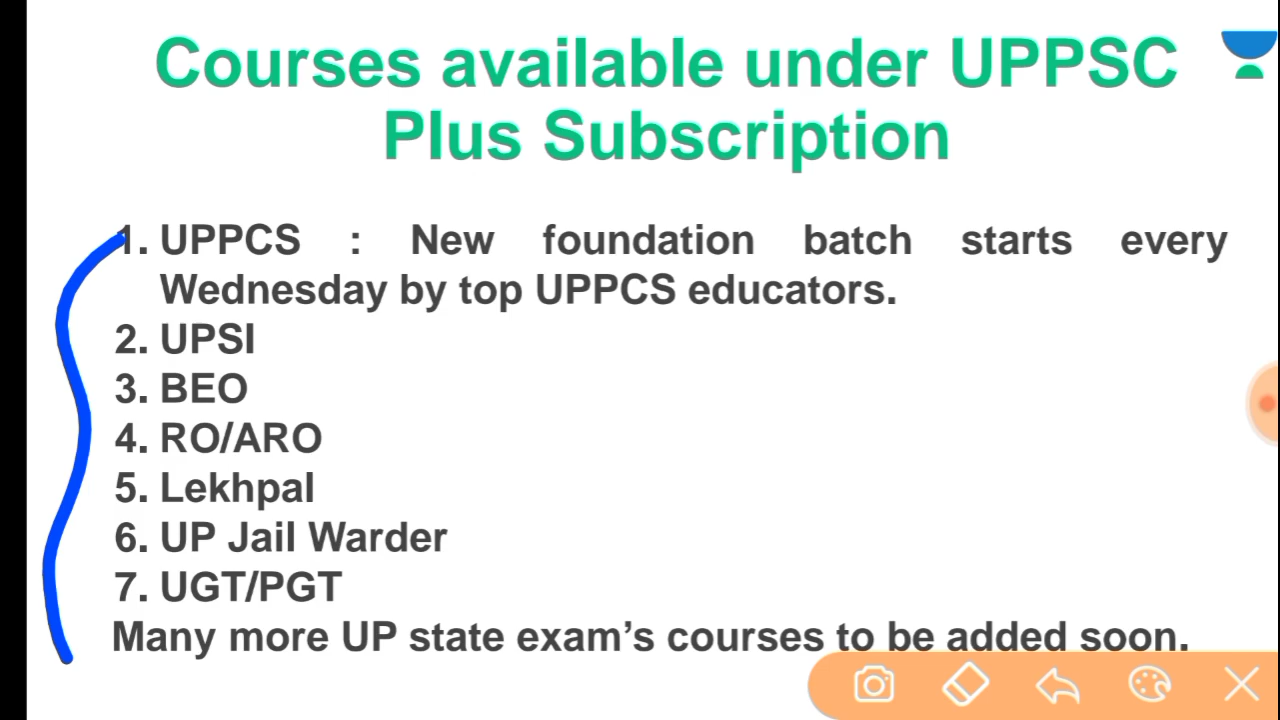 Courses available under UPPSC
Plus Subscription
1. UPPCS : New foundation batch starts every
Wednesday by top UPPCS educators.
2. UPSI
3. BEO
4. RO/ARO
5. Lekhpal
6. UP Jail Warder
7. UGT/PGT
Many more UP state exam’s courses to be added soon.